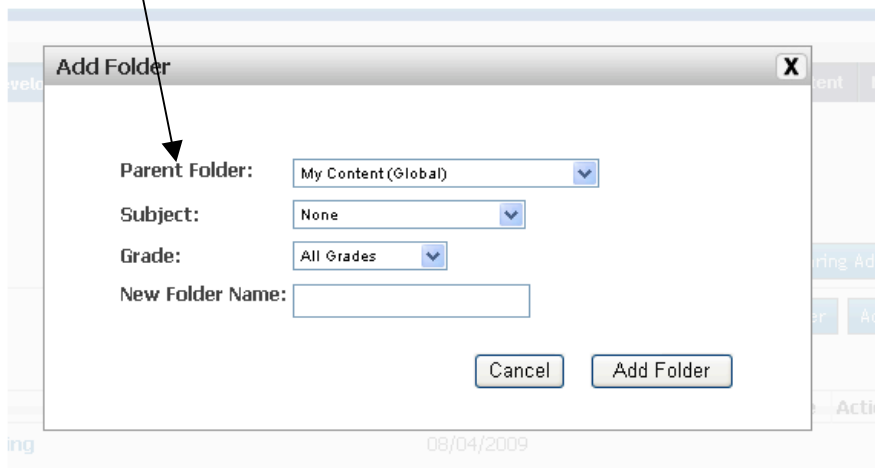 Add Folder X
Parent Folder: My Content (Global)
Subject: None
Grade: All Grades
New Folder Name:
Cancel Add Folder
ing 08/04/2009